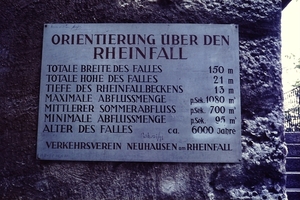 ORIENTIERUNG ÜBER DEN
RHEINFALL
TOTALE BREITE DES FALLES 150 m
TOTALE HÖHE DES FALLES 21 m
TIEFE DES RHEINFALLBECKENS 13 m
MAXIMALE ABFLUSSMENGE p.Sek. 1080 m³
MITTLERER SOMMERABFLUSS p.Sek. 700 m³
MINIMALE ABFLUSSMENGE p.Sek. 95 m³
ALTER DES FALLES ca. 6000 Jahre
VERKEHRSVEREIN NEUHAUSEN AM RHEINFALL